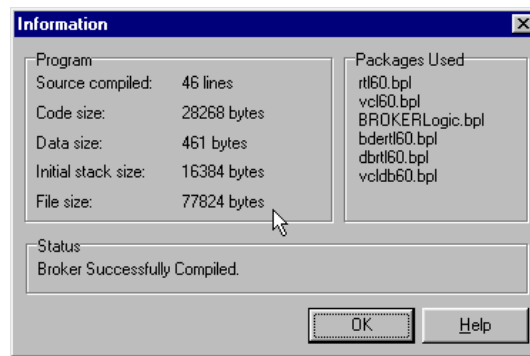 Information
Program
Source compiled: 46 lines
Code size: 28268 bytes
Data size: 461 bytes
Initial stack size: 16384 bytes
File size: 77824 bytes
Packages Used
rtl60.bpl
vcl60.bpl
BROKERLogic.bpl
bdertl60.bpl
dbrtl60.bpl
vcldb60.bpl
Status
Broker Successfully Compiled.
OK Help